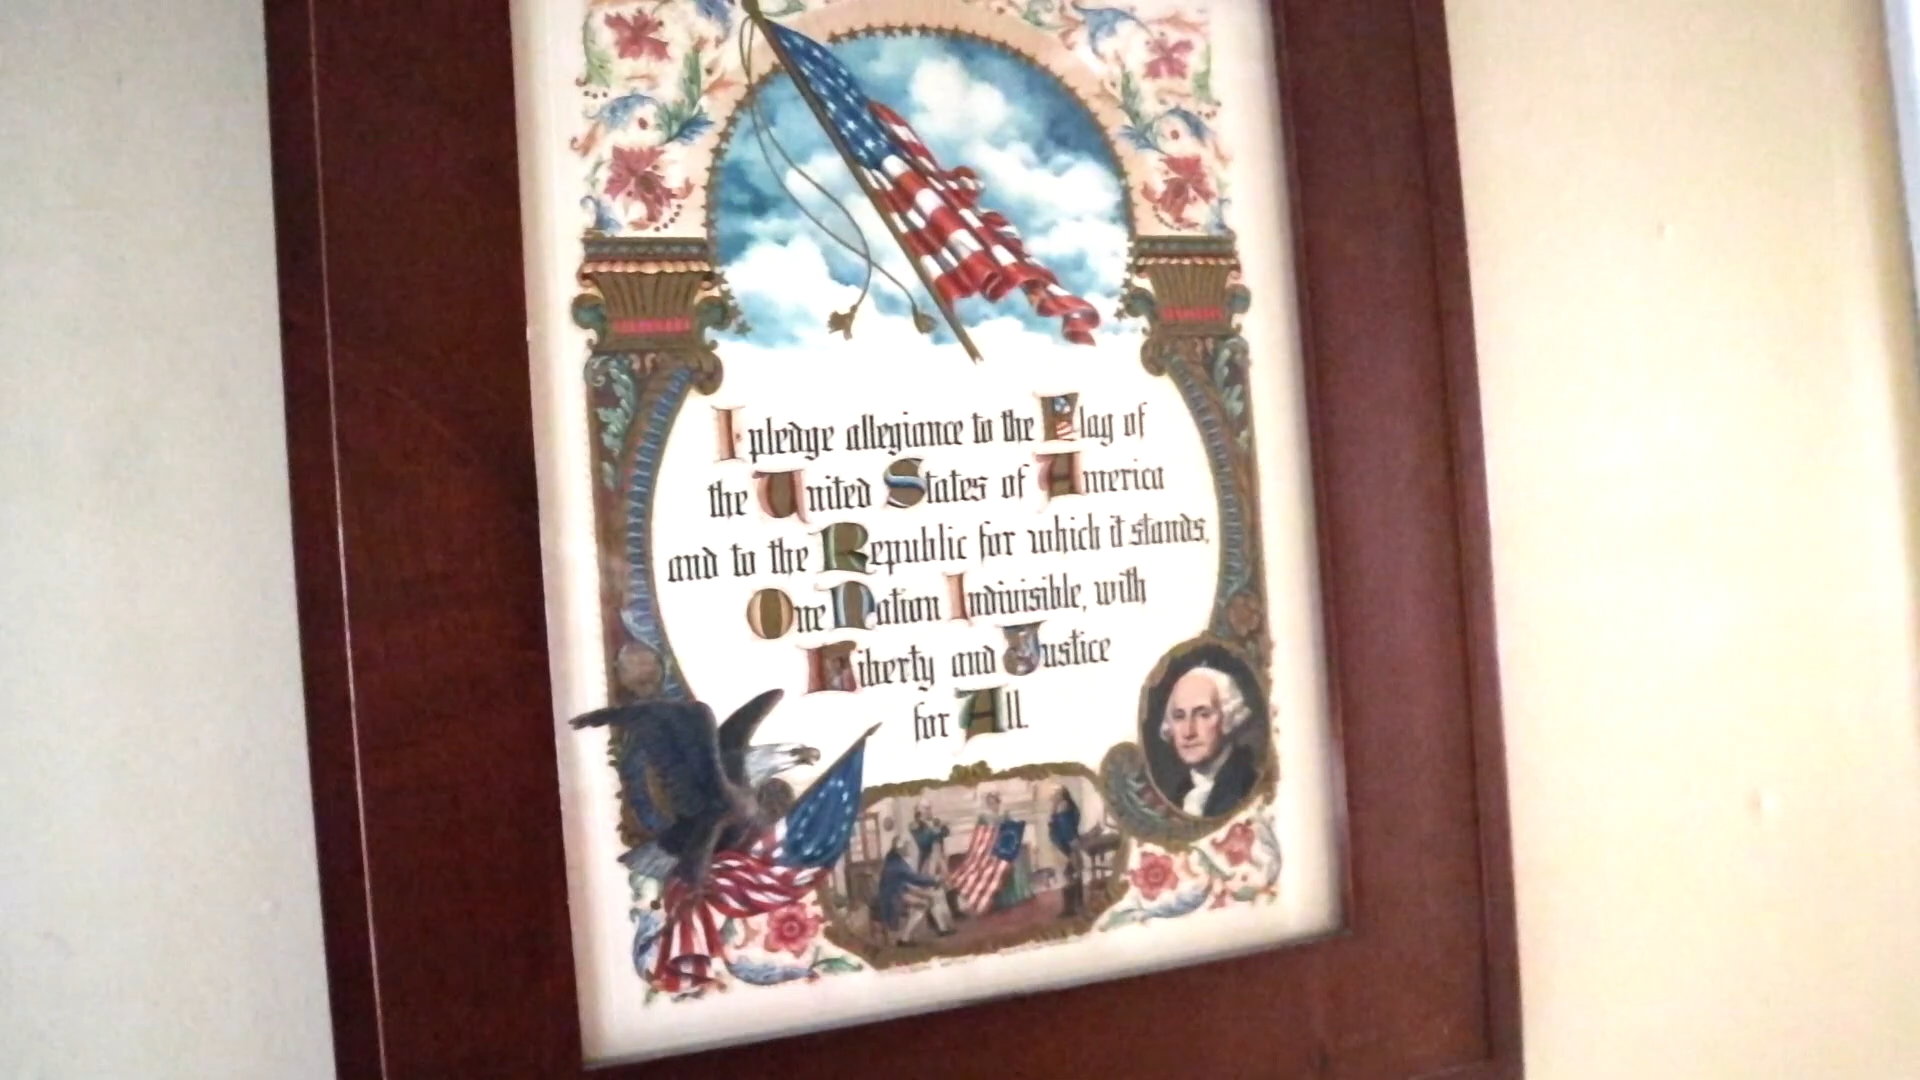 I pledge allegiance to the Flag of
the United States of America
and to the Republic for which it stands,
One Nation Indivisible, with
Liberty and Justice
for All.